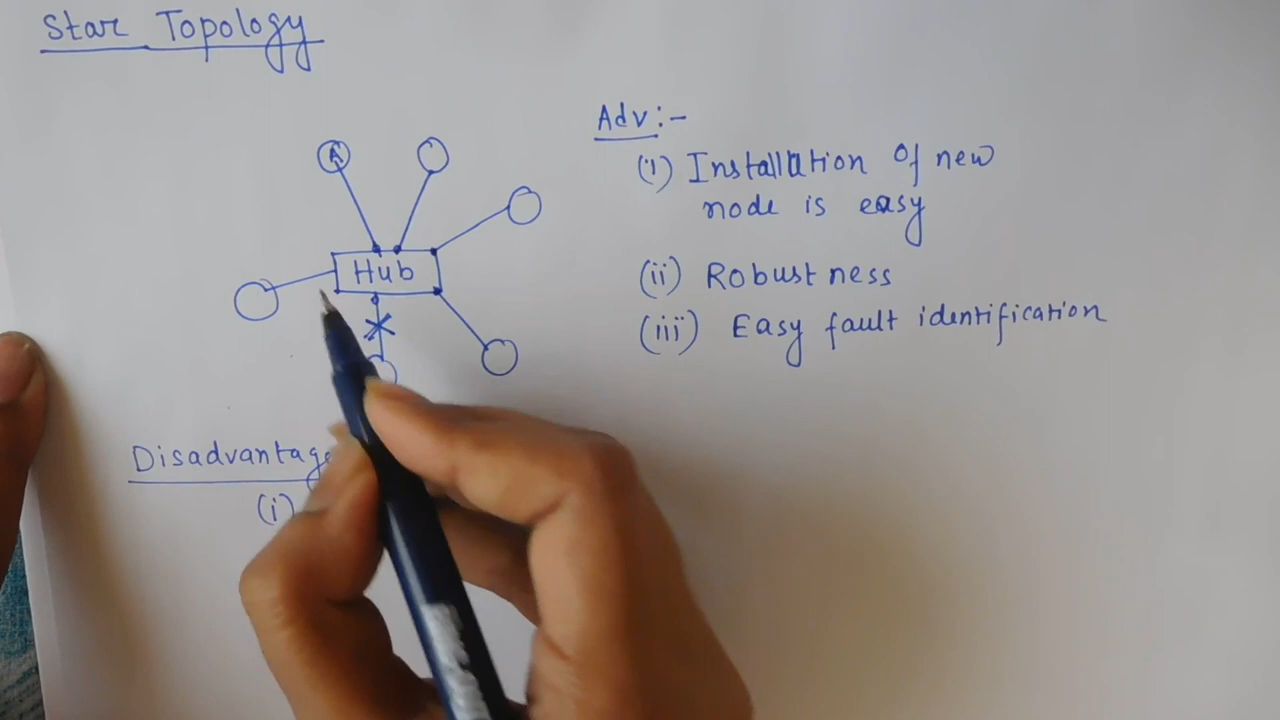 Star Topology
Adv:-
(i) Installation Of new
node is easy
A
Hub
(ii) Robustness
(iii) Easy fault identification
Disadvantage
(i)